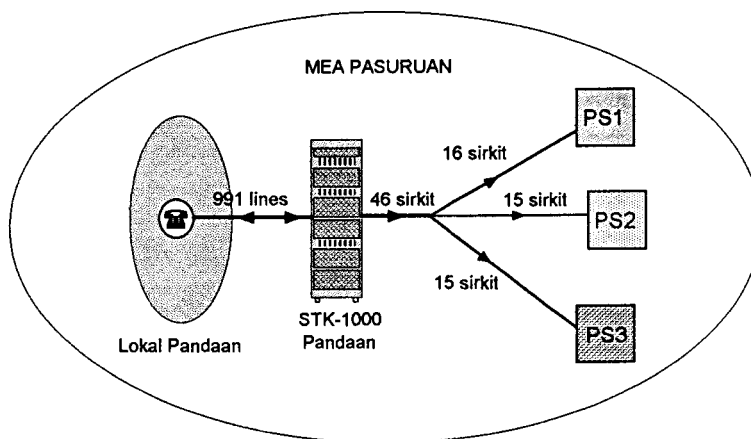 MEA PASURUAN
PS1
16 sirkit
991 lines
46 sirkit
15 sirkit
PS2
15 sirkit
STK-1000
Pandaan
Lokal Pandaan
PS3